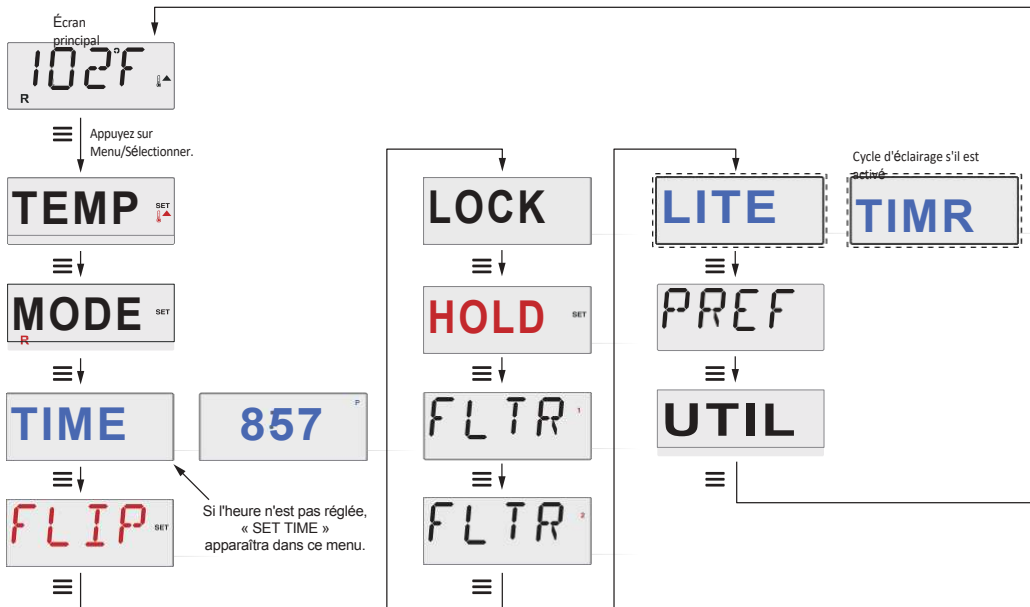 Écran
principal
102°F
R
Appuyez sur
Menu/Sélectionner.
TEMP SET
MODE SET
R
TIME
857 P
Si l'heure n'est pas réglée,
« SET TIME »
apparaîtra dans ce menu.
FLIP SET
LOCK
HOLD SET
FLTR 1
FLTR 2
LITE
Cycle d'éclairage s'il est
activé
TIMR
PREF
UTIL